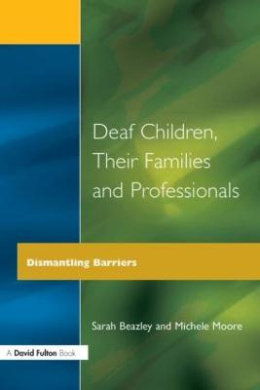 Deaf Children,
Their Families
and Professionals
Dismantling Barriers
Sarah Beazley and Michele Moore
A David Fulton Book